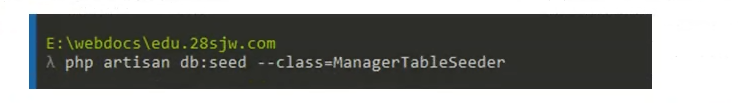 E:\webdocs\edu.28sjw.com
λ php artisan db:seed --class=ManagerTableSeeder